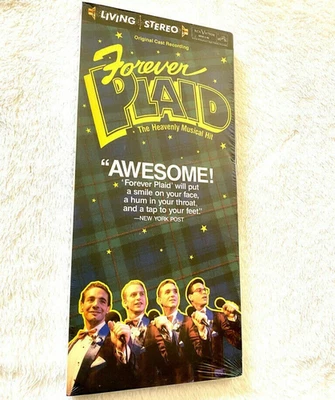 LIVING STEREO
Original Cast Recording
Forever
PLAID
The Heavenly Musical Hit
“AWESOME!
‘Forever Plaid’ will put
a smile on your face,
a hum in your throat,
and a tap to your feet.”
—NEW YORK POST